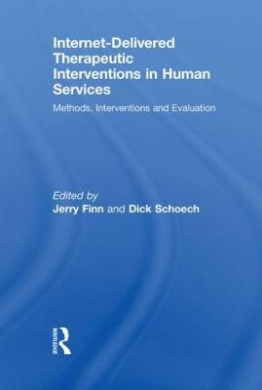 Internet-Delivered
Therapeutic
Interventions in Human
Services
Methods, Interventions and Evaluation
Edited by
Jerry Finn and Dick Schoech
ROUTLEDGE